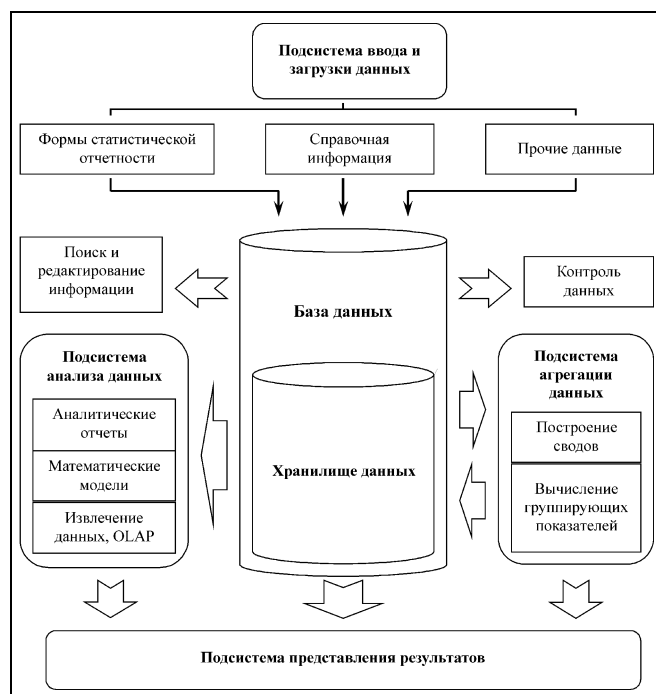 Подсистема ввода и
загрузки данных
Формы статистической
отчетности
Справочная
информация
Прочие данные
Поиск и
редактирование
информации
База данных
Контроль
данных
Подсистема
анализа данных
Аналитические
отчеты
Математические
модели
Извлечение
данных, OLAP
Хранилище данных
Подсистема
агрегации
данных
Построение
сводов
Вычисление
группирующих
показателей
Подсистема представления результатов